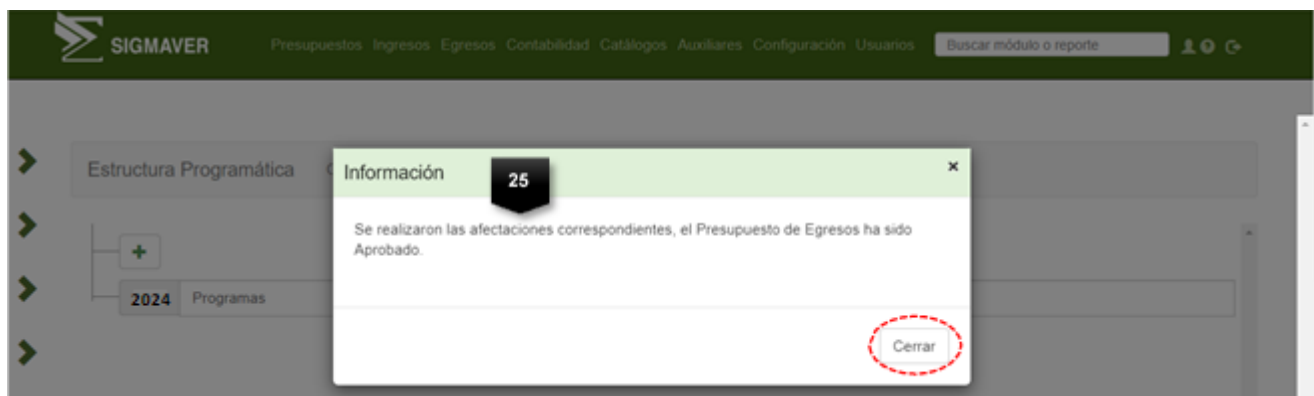 SIGMAVER
Presupuestos Ingresos Egresos Contabilidad Catálogos Auxiliares Configuración Usuarios
Buscar módulo o reporte
Estructura Programática
Información
×
25
Se realizaron las afectaciones correspondientes, el Presupuesto de Egresos ha sido
Aprobado.
2024 Programas
Cerrar